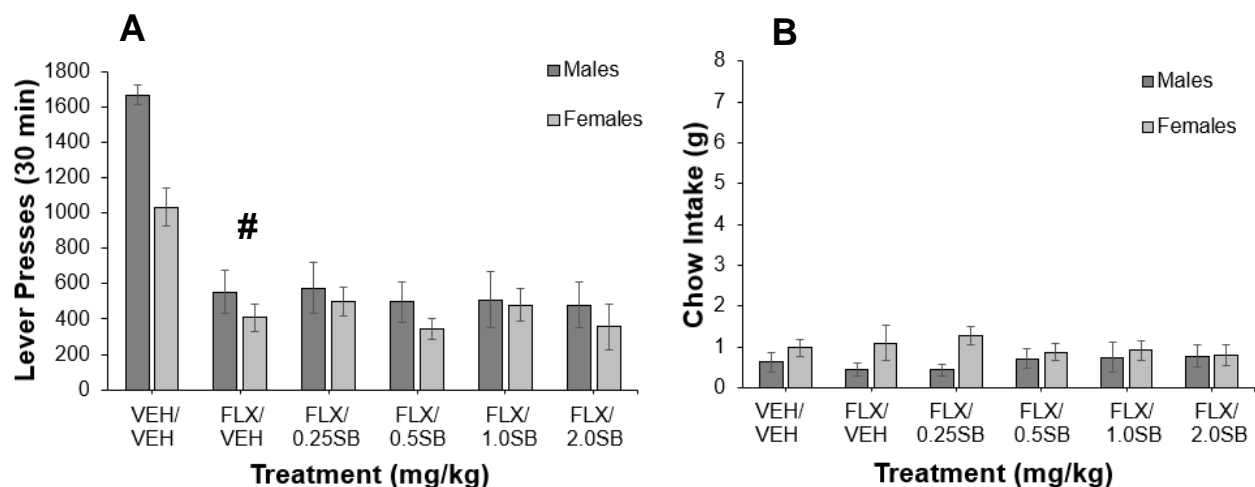 A
Lever Presses (30 min)
1800
1600
1400
1200
1000
800
600
400
200
0
Males
Females
#
VEH/
VEH
FLX/
VEH
FLX/
0.25SB
FLX/
0.5SB
FLX/
1.0SB
FLX/
2.0SB
Treatment (mg/kg)
B
Chow Intake (g)
8
7
6
5
4
3
2
1
0
Males
Females
VEH/
VEH
FLX/
VEH
FLX/
0.25SB
FLX/
0.5SB
FLX/
1.0SB
FLX/
2.0SB
Treatment (mg/kg)